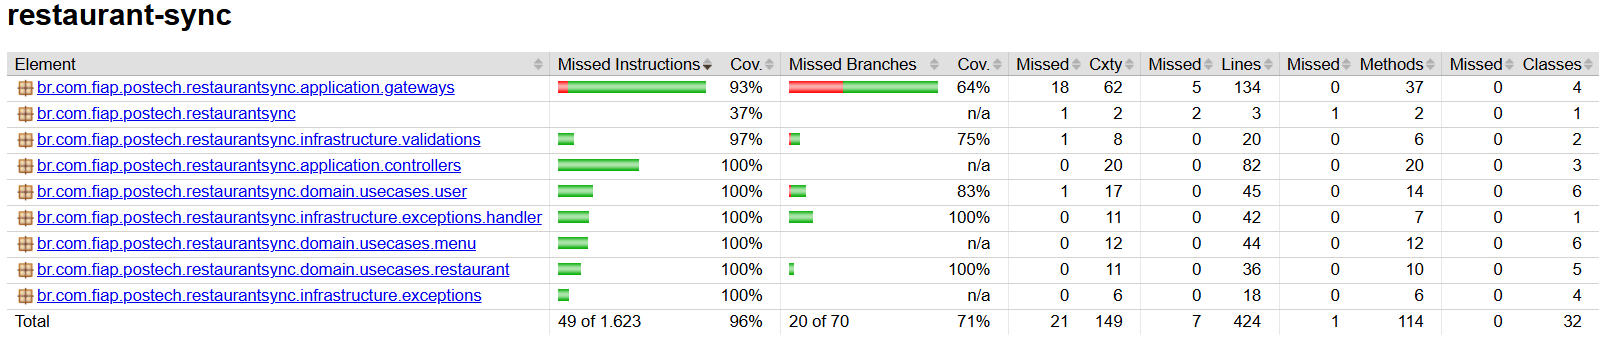 restaurant-sync
Element Missed Instructions Cov. Missed Branches Cov. Missed Cxty Missed Lines Missed Methods Missed Classes
br.com.fiap.postech.restaurantsync.application.gateways 93% 64% 18 62 5 134 0 37 0 4
br.com.fiap.postech.restaurantsync 37% n/a 1 2 2 3 1 2 0 1
br.com.fiap.postech.restaurantsync.infrastructure.validations 97% 75% 1 8 0 20 0 6 0 2
br.com.fiap.postech.restaurantsync.application.controllers 100% n/a 0 20 0 82 0 20 0 3
br.com.fiap.postech.restaurantsync.domain.usecases.user 100% 83% 1 17 0 45 0 14 0 6
br.com.fiap.postech.restaurantsync.infrastructure.exceptions.handler 100% 100% 0 11 0 42 0 7 0 1
br.com.fiap.postech.restaurantsync.domain.usecases.menu 100% n/a 0 12 0 44 0 12 0 6
br.com.fiap.postech.restaurantsync.domain.usecases.restaurant 100% 100% 0 11 0 36 0 10 0 5
br.com.fiap.postech.restaurantsync.infrastructure.exceptions 100% n/a 0 6 0 18 0 6 0 4
Total 49 of 1.623 96% 20 of 70 71% 21 149 7 424 1 114 0 32